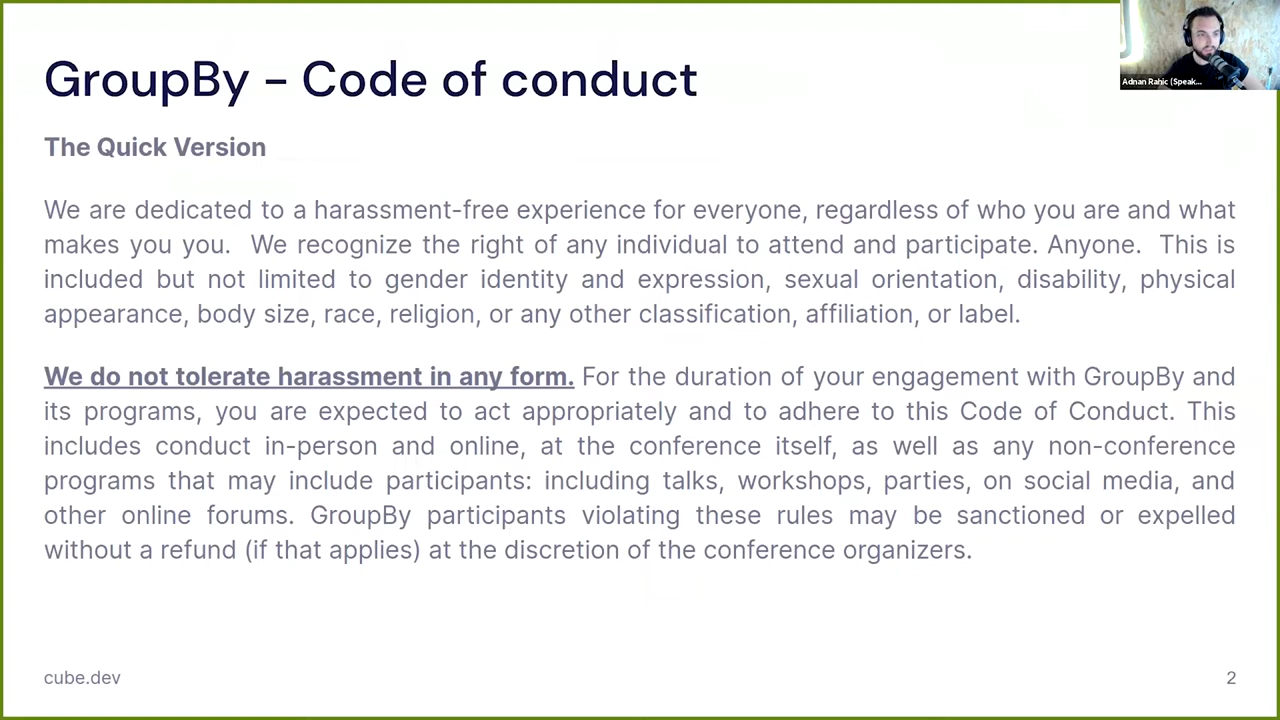 GroupBy – Code of conduct
Adnan Rahic (Speak...
The Quick Version
We are dedicated to a harassment-free experience for everyone, regardless of who you are and what
makes you you.  We recognize the right of any individual to attend and participate. Anyone.  This is
included but not limited to gender identity and expression, sexual orientation, disability, physical
appearance, body size, race, religion, or any other classification, affiliation, or label.
We do not tolerate harassment in any form. For the duration of your engagement with GroupBy and
its programs, you are expected to act appropriately and to adhere to this Code of Conduct. This
includes conduct in-person and online, at the conference itself, as well as any non-conference
programs that may include participants: including talks, workshops, parties, on social media, and
other online forums. GroupBy participants violating these rules may be sanctioned or expelled
without a refund (if that applies) at the discretion of the conference organizers.
cube.dev
2